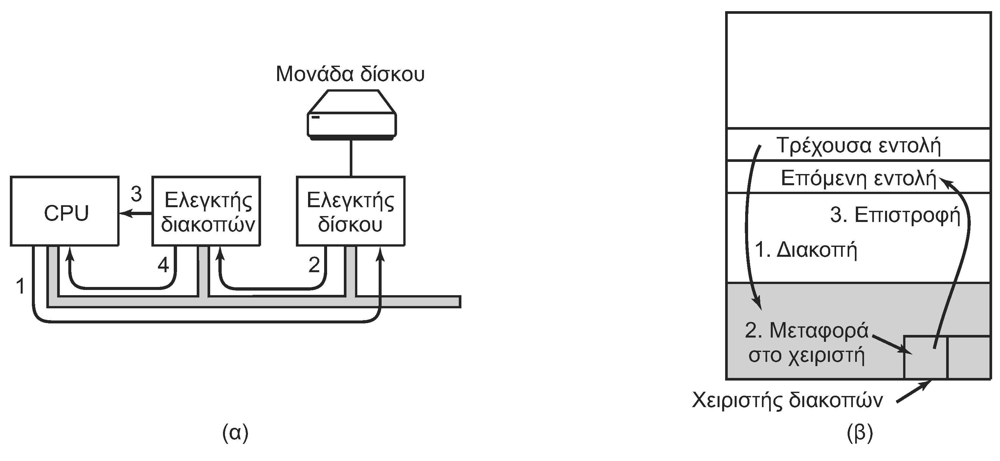 Μονάδα δίσκου
CPU
3
Ελεγκτής
διακοπών
Ελεγκτής
δίσκου
1
4
2
(α)
Τρέχουσα εντολή
Επόμενη εντολή
3. Επιστροφή
1. Διακοπή
2. Μεταφορά
στο χειριστή
Χειριστής διακοπών
(β)